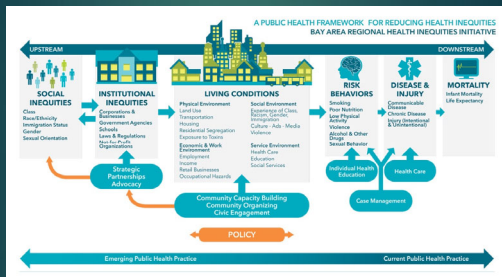 A PUBLIC HEALTH FRAMEWORK FOR REDUCING HEALTH INEQUITIES
BAY AREA REGIONAL HEALTH INEQUITIES INITIATIVE
UPSTREAM
DOWNSTREAM
SOCIAL
INEQUITIES
Class
Race/Ethnicity
Immigration Status
Gender
Sexual Orientation
INSTITUTIONAL
INEQUITIES
Corporations &
Businesses
Government Agencies
Schools
Laws & Regulations
Not-for-Profit
Organizations
LIVING CONDITIONS
Physical Environment
Land Use
Transportation
Housing
Residential Segregation
Exposure to Toxins
Economic & Work
Environment
Employment
Income
Retail Businesses
Occupational Hazards
Social Environment
Experience of Class,
Racism, Gender,
Immigration
Culture - Ads - Media
Violence
Service Environment
Health Care
Education
Social Services
RISK
BEHAVIORS
Smoking
Poor Nutrition
Low Physical
Activity
Violence
Alcohol & Other
Drugs
Sexual Behavior
DISEASE &
INJURY
Communicable
Disease
Chronic Disease
Injury (Intentional
& Unintentional)
MORTALITY
Infant Mortality
Life Expectancy
Strategic
Partnerships
Advocacy
Community Capacity Building
Community Organizing
Civic Engagement
Individual Health
Education
Health Care
Case Management
POLICY
Emerging Public Health Practice
Current Public Health Practice